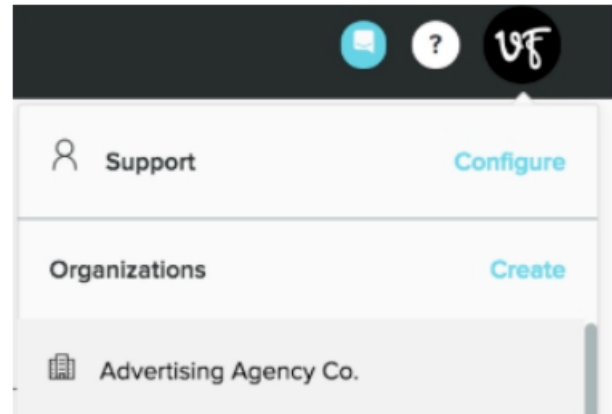 ?
vf
Support Configure
Organizations Create
Advertising Agency Co.